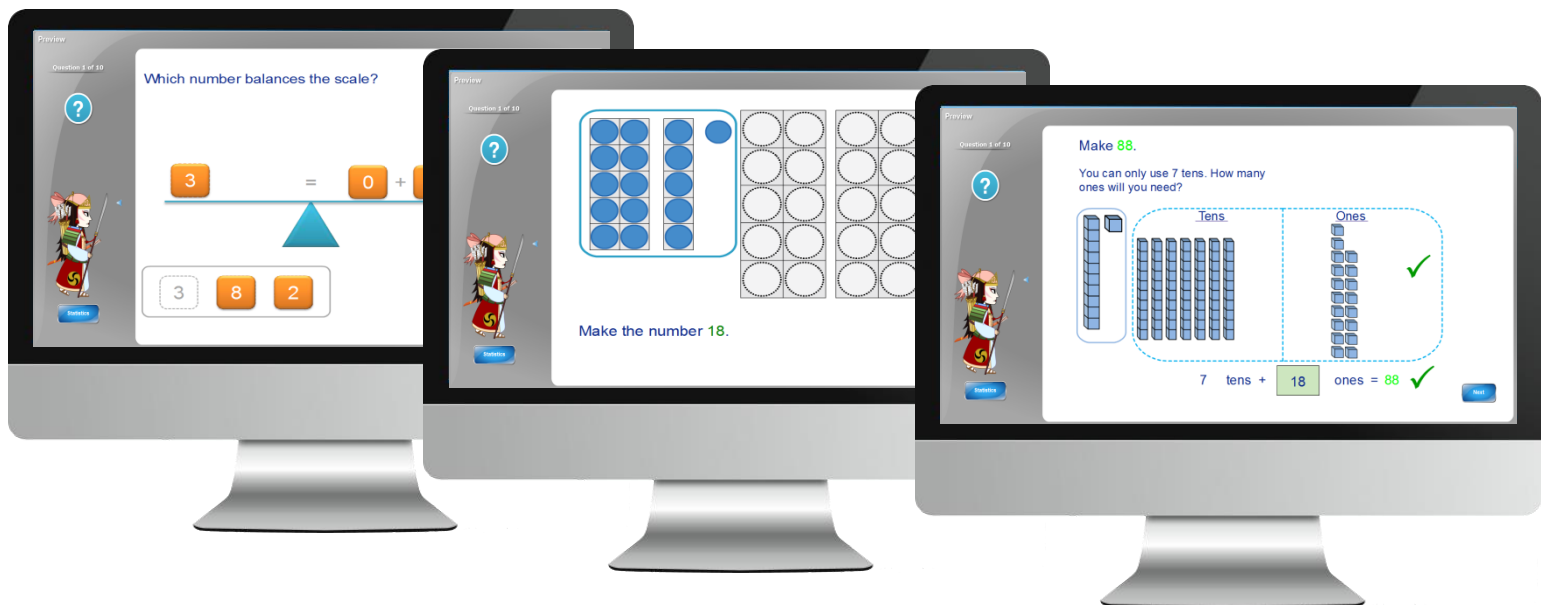 Preview
Question 1 of 10
?
Which number balances the scale?
3 = 0 +
3 8 2
Statistics
Preview
Question 1 of 10
?
Make the number 18.
Statistics
Preview
Question 1 of 10
?
Make 88.
You can only use 7 tens. How many
ones will you need?
Tens Ones
7 tens + 18 ones = 88
Statistics
Next